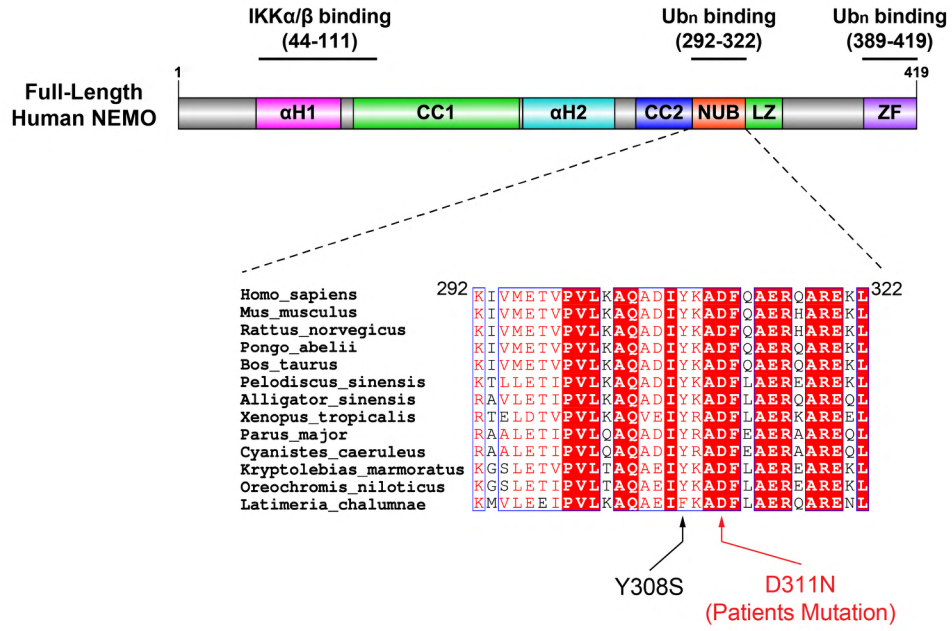 IKKα/β binding
(44-111)
Ubn binding
(292-322)
Ubn binding
(389-419)
1
419
Full-Length
Human NEMO
αH1
CC1
αH2
CC2
NUB
LZ
ZF
292
322
Homo_sapiens KIVMETVPVLKAQADIYKADFQAERQAREKL
Mus_musculus KIVMETVPVLKAQADIYKADFQAERHAREKL
Rattus_norvegicus KIVMETVPVLKAQADIYKADFQAERHAREKL
Pongo_abelii KIVMETVPVLKAQADIYKADFQAERQAREKL
Bos_taurus KIVMETVPVLKAQADIYKADFQAERQAREKL
Pelodiscus_sinensis KTLLETIPVLKAQADIYKADFLAEREAREKL
Alligator_sinensis RAVLETIPVLKAQADIYKADFLAERQAREQL
Xenopus_tropicalis RTELDTVPVLKAQVEIYRADFLAERKAREEL
Parus_major RAALETIPVLQAQADIYRADFEAERAAREQL
Cyanistes_caeruleus RAALETIPVLQAQADIYRADFEAERAAREQL
Kryptolebias_marmoratus KGSLETIPVLTAQAEIYKADFLAEREAREKL
Oreochromis_niloticus KGSLETIPVLTAQAEIYKADFLAEREAREKL
Latimeria_chalumnae KMVLEEIPVLKAQAEIFKADFLAERQARENL
Y308S
D311N
(Patients Mutation)